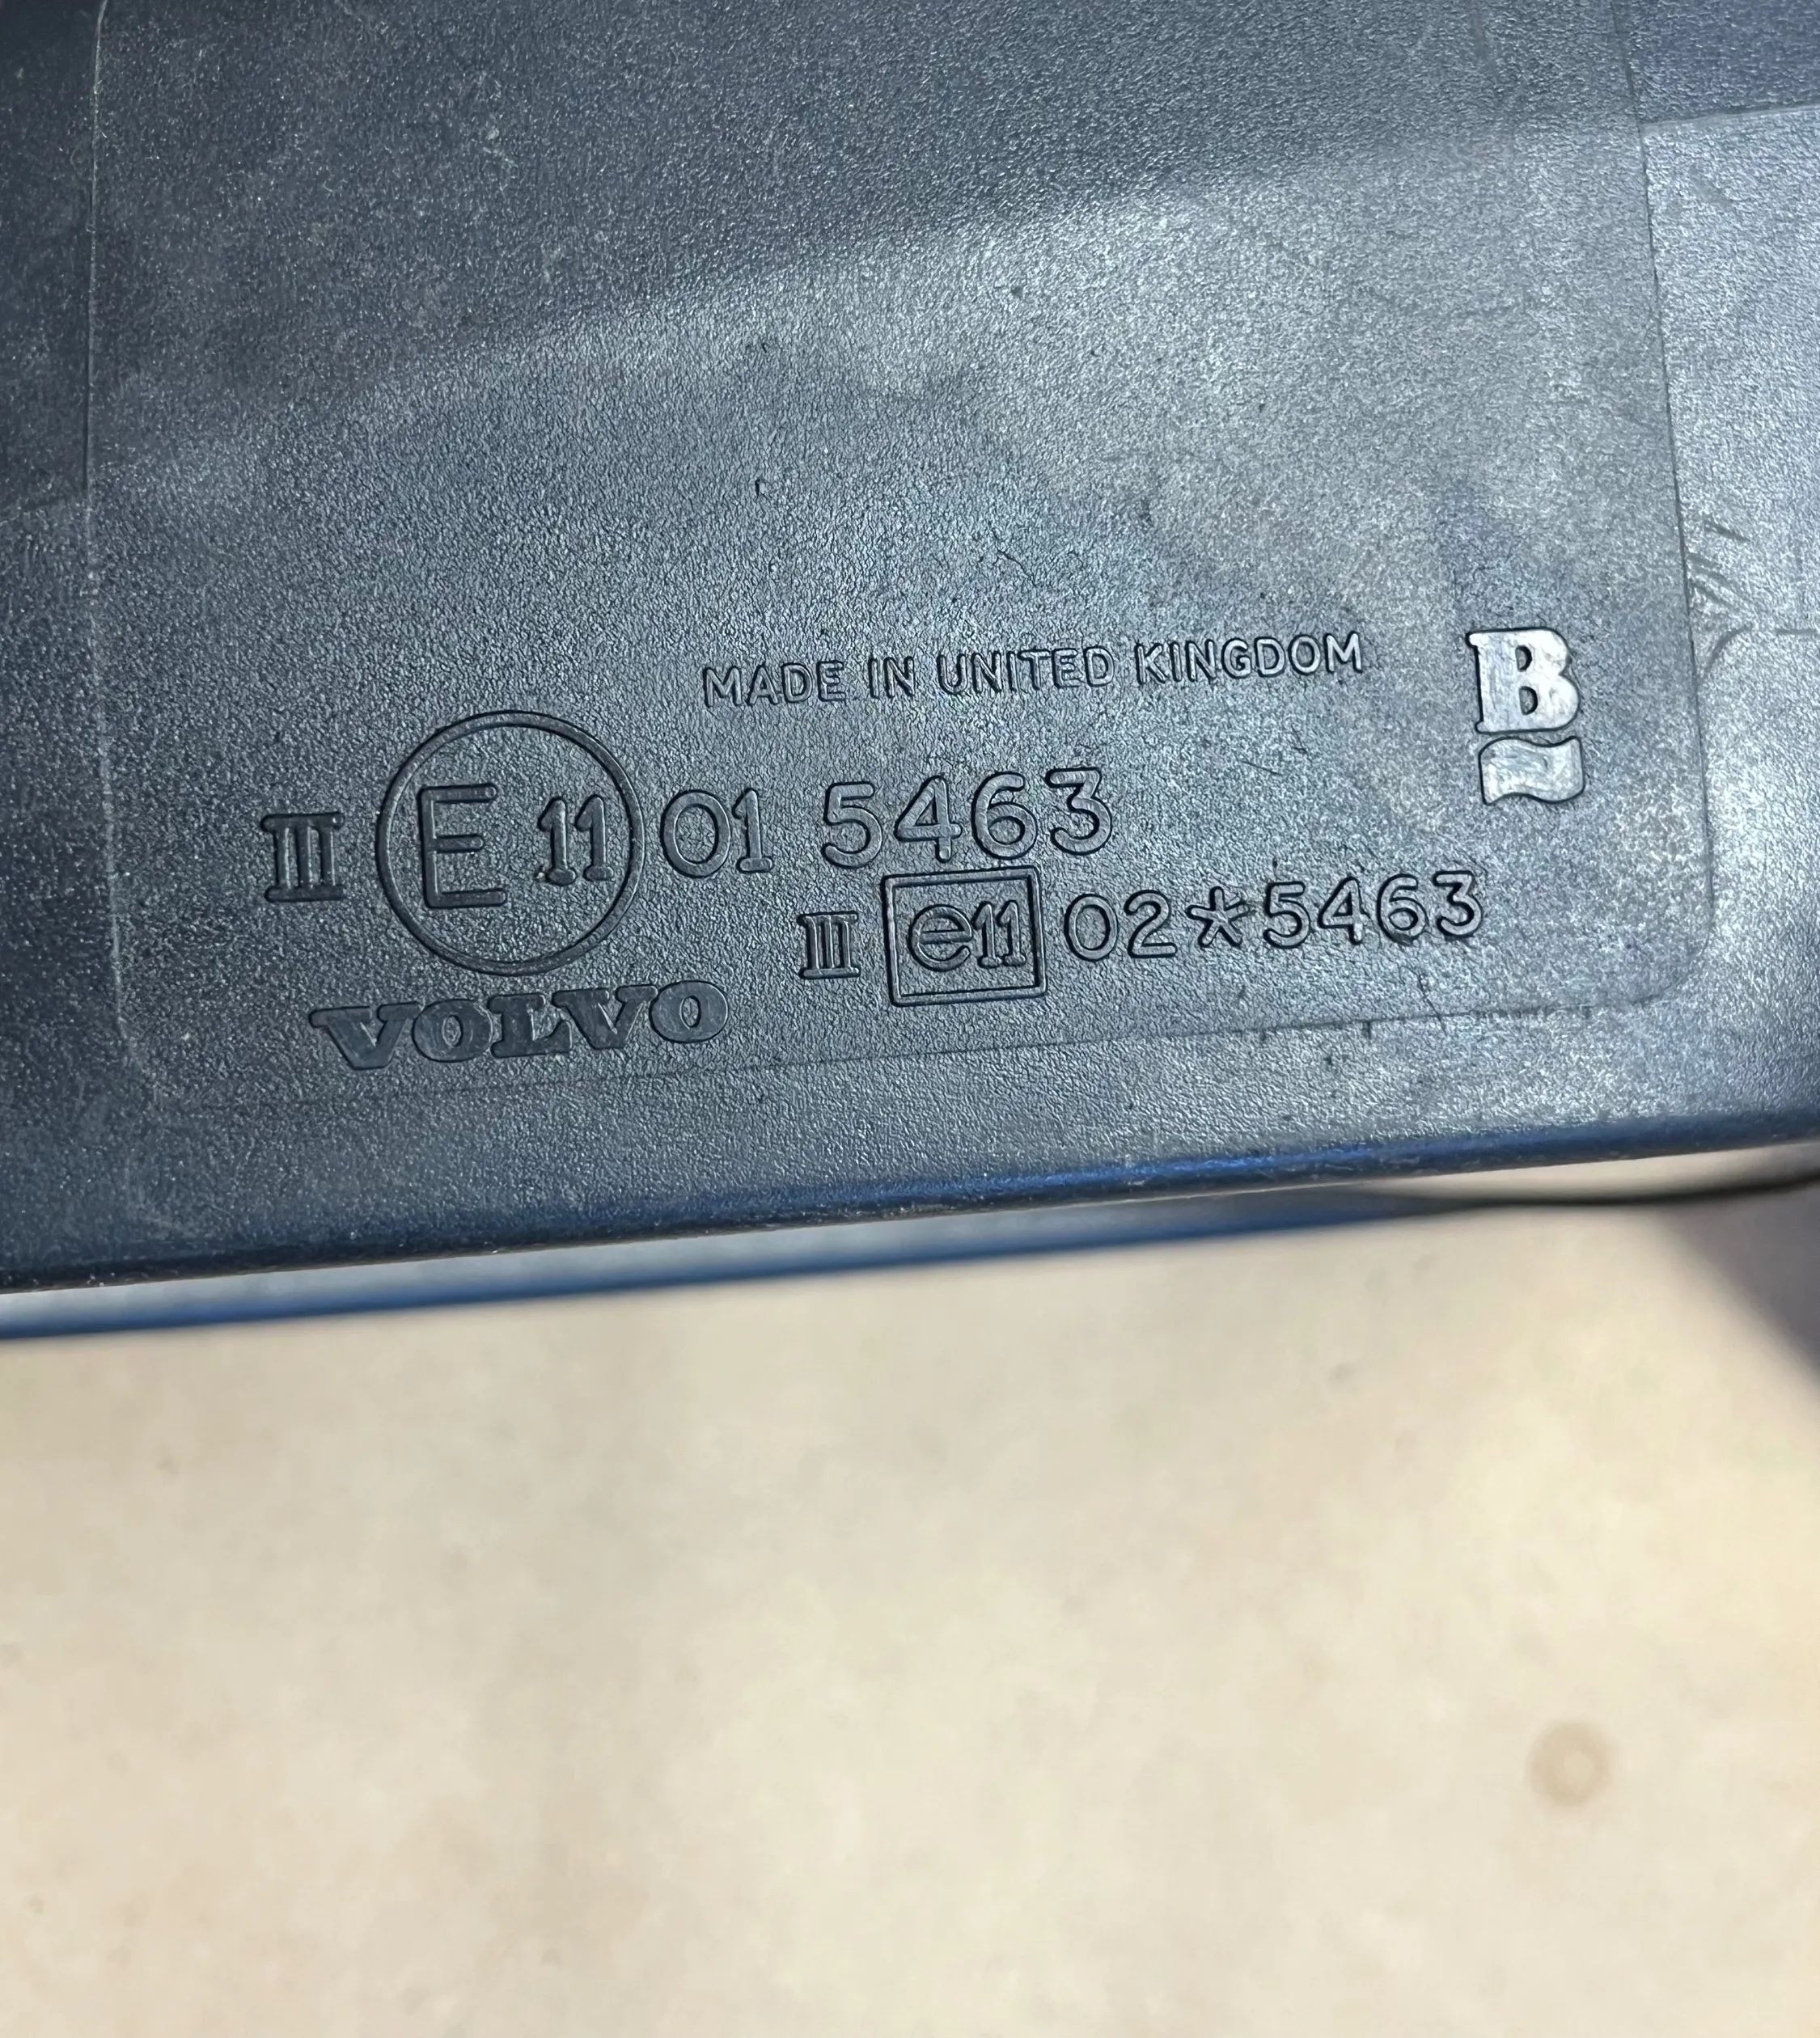 MADE IN UNITED KINGDOM
B
III E 11 01 5463
III e11 02*5463
VOLVO